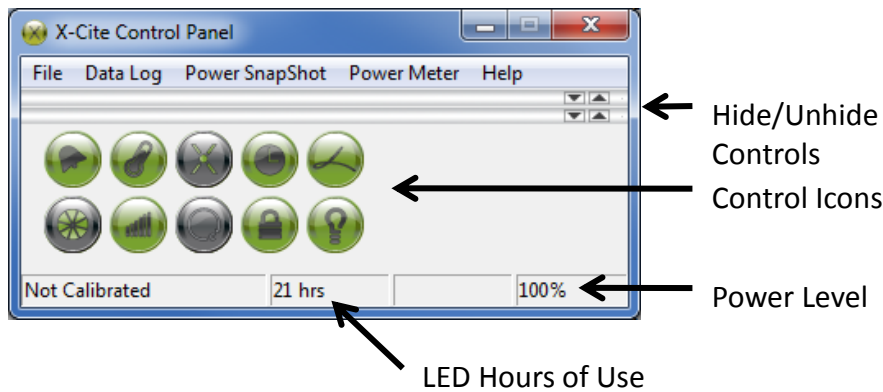 X-Cite Control Panel
File Data Log Power SnapShot Power Meter Help
Hide/Unhide
Controls
Control Icons
Not Calibrated 21 hrs 100%
Power Level
LED Hours of Use